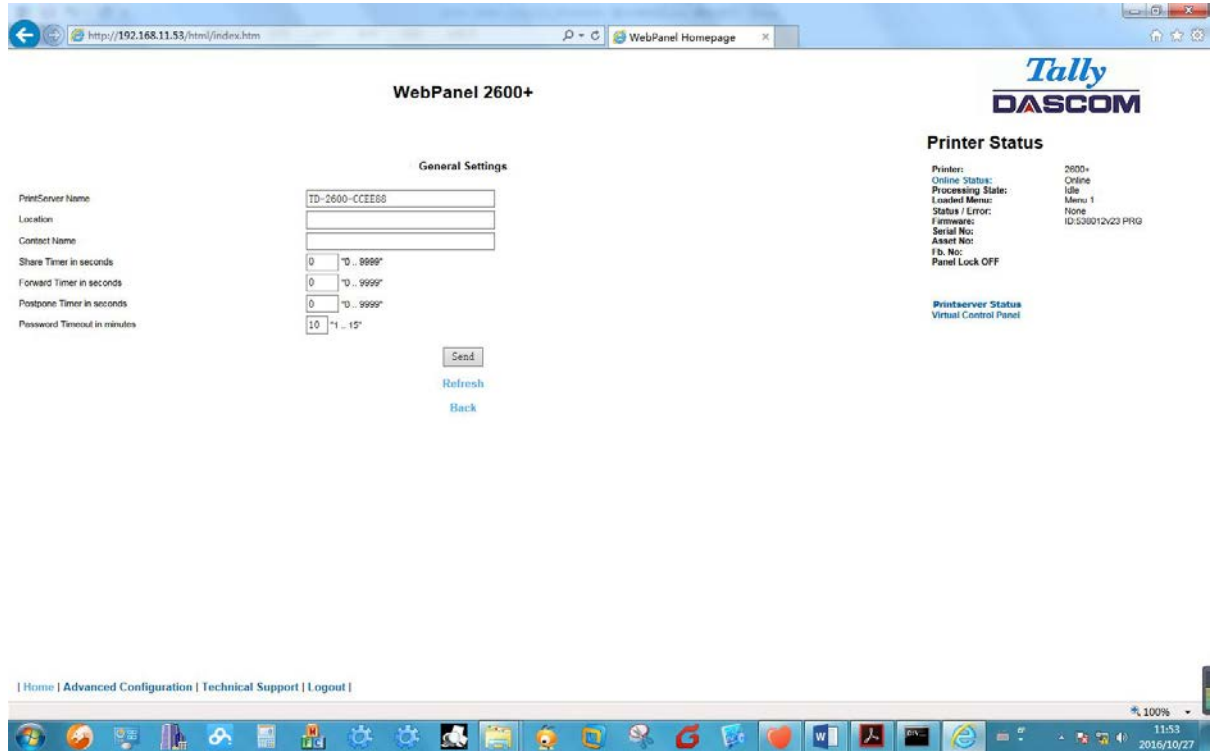 http://192.168.11.53/html/index.htm
WebPanel Homepage
WebPanel 2600+
Tally
DASCOM
General Settings
PrintServer Name TD-2600-CCEE88
Location
Contact Name
Share Timer in seconds 0 "0 .. 9999"
Forward Timer in seconds 0 "0 .. 9999"
Postpone Timer in seconds 0 "0 .. 9999"
Password Timeout in minutes 10 "1 .. 15"
Send
Refresh
Back
Printer Status
Printer: 2600+
Online Status: Online
Processing State: Idle
Loaded Menu: Menu 1
Status / Error: None
Firmware: ID:538012v23 PRG
Serial No:
Asset No:
Fb. No:
Panel Lock OFF
Printserver Status
Virtual Control Panel
| Home | Advanced Configuration | Technical Support | Logout |
100%
11:53
2016/10/27